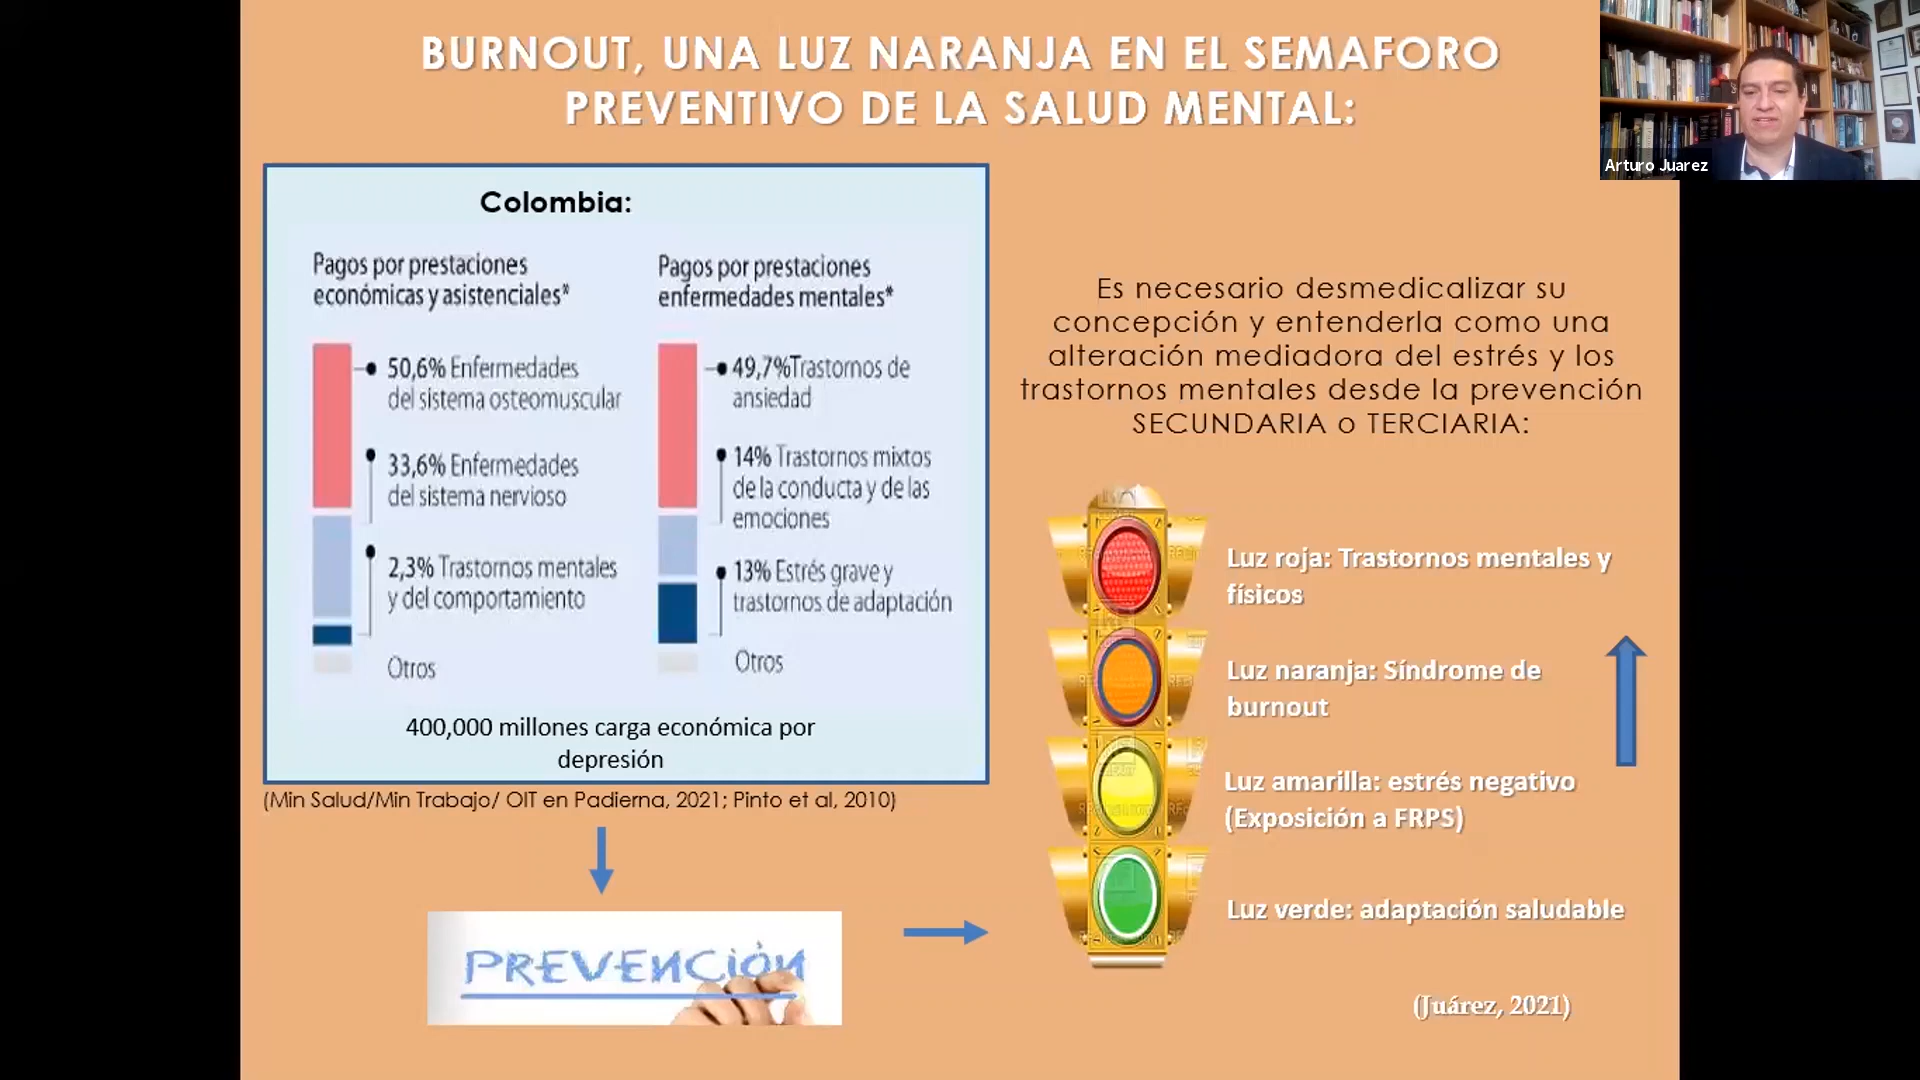 BURNOUT, UNA LUZ NARANJA EN EL SEMAFORO
PREVENTIVO DE LA SALUD MENTAL:
Arturo Juarez
Colombia:
Pagos por prestaciones
económicas y asistenciales*
50,6% Enfermedades
del sistema osteomuscular
33,6% Enfermedades
del sistema nervioso
2,3% Trastornos mentales
y del comportamiento
Otros
Pagos por prestaciones
enfermedades mentales*
49,7%Trastornos de
ansiedad
14% Trastornos mixtos
de la conducta y de las
emociones
13% Estrés grave y
trastornos de adaptación
Otros
400,000 millones carga económica por
depresión
(Min Salud/Min Trabajo/ OIT en Padierna, 2021; Pinto et al, 2010)
PREVENCIÓN
Es necesario desmedicalizar su
concepción y entenderla como una
alteración mediadora del estrés y los
trastornos mentales desde la prevención
SECUNDARIA o TERCIARIA:
Luz roja: Trastornos mentales y
físicos
Luz naranja: Síndrome de
burnout
Luz amarilla: estrés negativo
(Exposición a FRPS)
Luz verde: adaptación saludable
(Juárez, 2021)